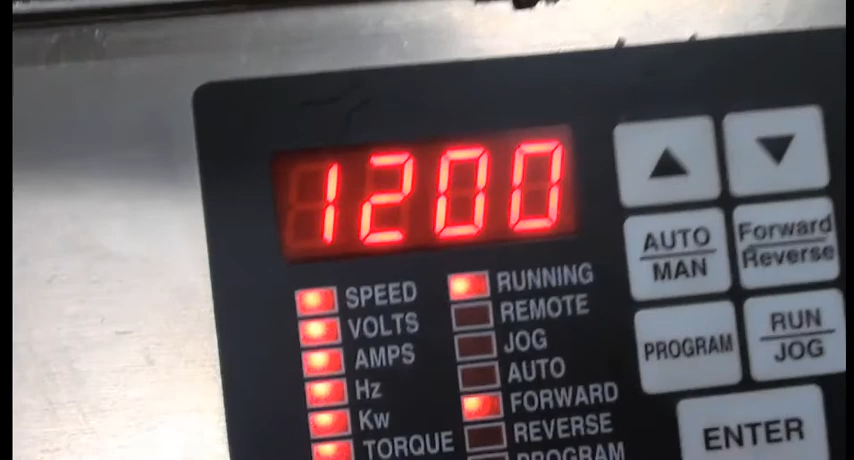 1200
SPEED
VOLTS
AMPS
Hz
Kw
TORQUE
RUNNING
REMOTE
JOG
AUTO
FORWARD
REVERSE
PROGRAM
AUTO
MAN
Forward
Reverse
PROGRAM
RUN
JOG
ENTER